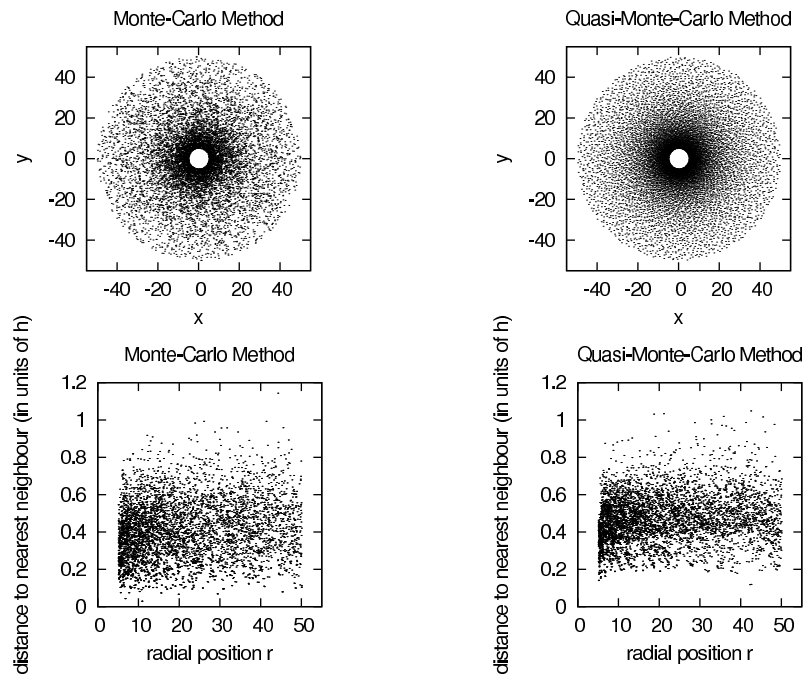 Monte-Carlo Method
40
20
0
-20
-40
y
-40 -20 0 20 40
x
Quasi-Monte-Carlo Method
40
20
0
-20
-40
y
-40 -20 0 20 40
x
Monte-Carlo Method
distance to nearest neighbour (in units of h)
1.2
1
0.8
0.6
0.4
0.2
0
0 10 20 30 40 50
radial position r
Quasi-Monte-Carlo Method
distance to nearest neighbour (in units of h)
1.2
1
0.8
0.6
0.4
0.2
0
0 10 20 30 40 50
radial position r